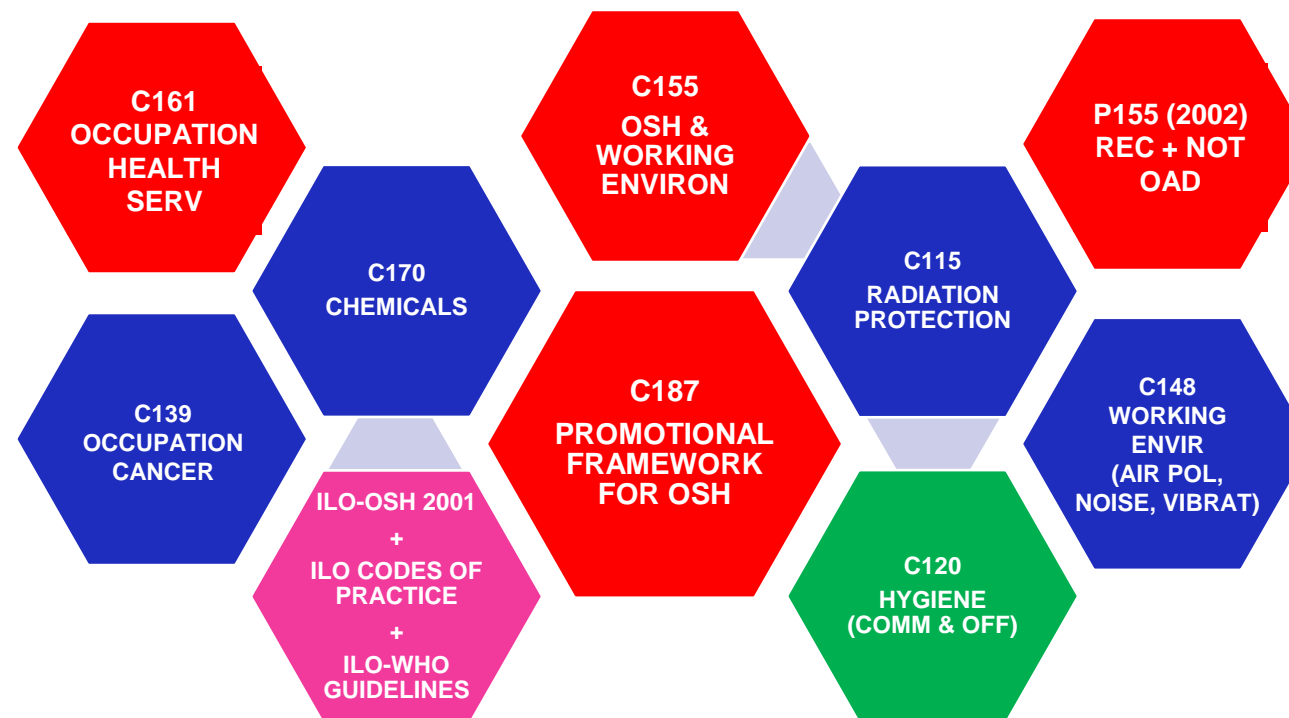 C161
OCCUPATION
HEALTH
SERV
C155
OSH &
WORKING
ENVIRON
P155 (2002)
REC + NOT
OAD
C170
CHEMICALS
C115
RADIATION
PROTECTION
C139
OCCUPATION
CANCER
C187
PROMOTIONAL
FRAMEWORK
FOR OSH
C148
WORKING
ENVIR
(AIR POL,
NOISE, VIBRAT)
ILO-OSH 2001
+
ILO CODES OF
PRACTICE
+
ILO-WHO
GUIDELINES
C120
HYGIENE
(COMM & OFF)